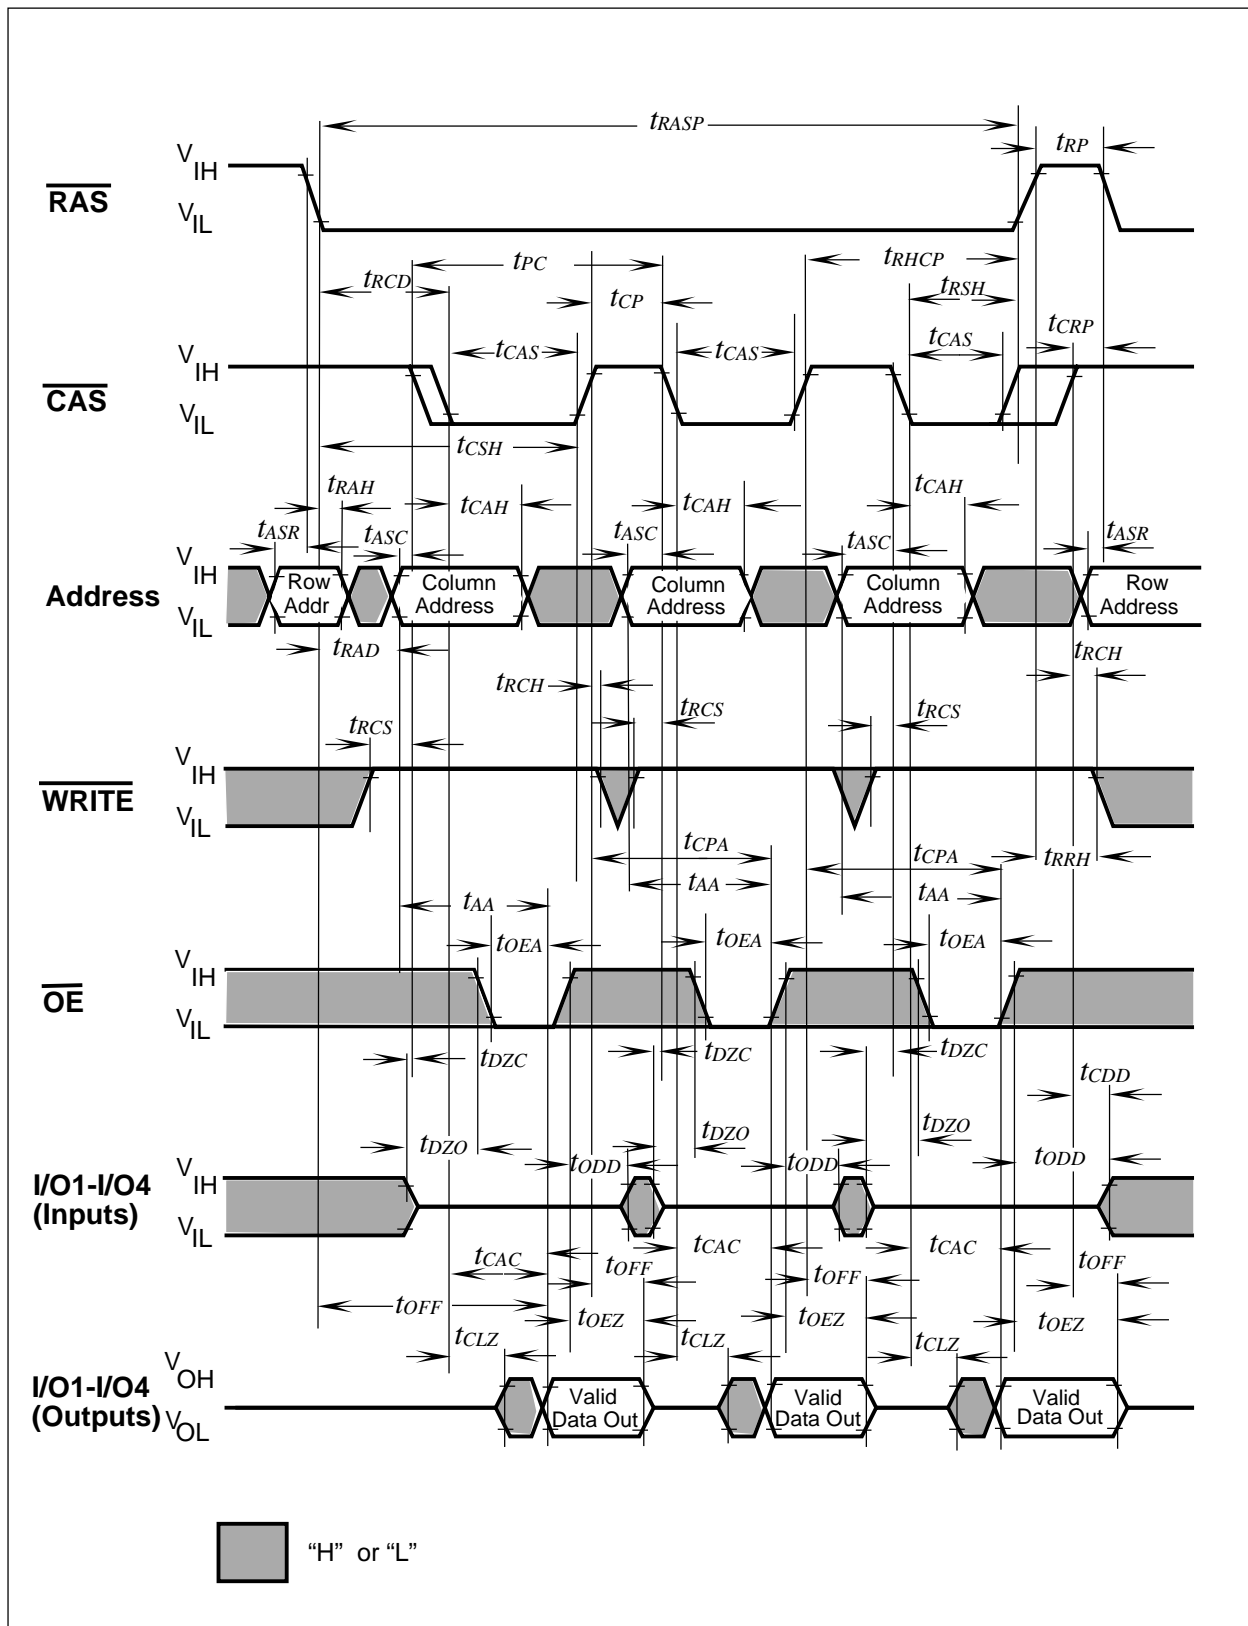 tRASP
tRP
VIH
RAS
VIL
tPC
tRHCP
tRCD
tRSH
tCP
tCRP
tCAS
tCAS
tCAS
VIH
CAS
VIL
tCSH
tRAH
tCAH
tCAH
tCAH
tASR
tASC
tASC
tASC
tASR
VIH
Address
VIL
Row Addr
Column Address
Column Address
Column Address
Row Address
tRAD
tRCH
tRCH
tRCS
tRCS
tRCS
VIH
WRITE
VIL
tCPA
tCPA
tRRH
tAA
tAA
tAA
tOEA
tOEA
tOEA
VIH
OE
VIL
tDZC
tDZC
tDZC
tCDD
tDZO
tDZO
tDZO
tODD
tODD
tODD
VIH
I/O1-I/O4
(Inputs)
VIL
tCAC
tCAC
tCAC
tOFF
tOFF
tOFF
tOFF
tOEZ
tOEZ
tOEZ
tCLZ
tCLZ
tCLZ
VOH
I/O1-I/O4
(Outputs)
VOL
Valid Data Out
Valid Data Out
Valid Data Out
“H” or “L”